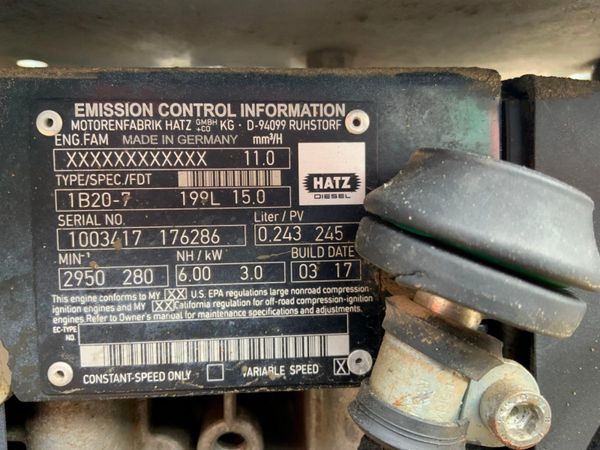 EMISSION CONTROL INFORMATION
MOTORENFABRIK HATZ GMBH +CO KG · D-94099 RUHSTORF
ENG.FAM MADE IN GERMANY mm³/H
XXXXXXXXXXXX 11.0
TYPE/SPEC./FDT
1B20-7 199L 15.0
HATZ
DIESEL
SERIAL NO. Liter / PV
1003417 176286 0.243 245
MIN-¹ NH / kW BUILD DATE
2950 280 6.00 3.0 03 17
This engine conforms to MY XX U.S. EPA regulations large nonroad compression-
ignition engines and MY XX California regulation for off-road compression-ignition
engines Refer to Owner's manual for maintenance specifications and adjustments.
EC-TYPE
NO.
CONSTANT-SPEED ONLY VARIABLE SPEED X